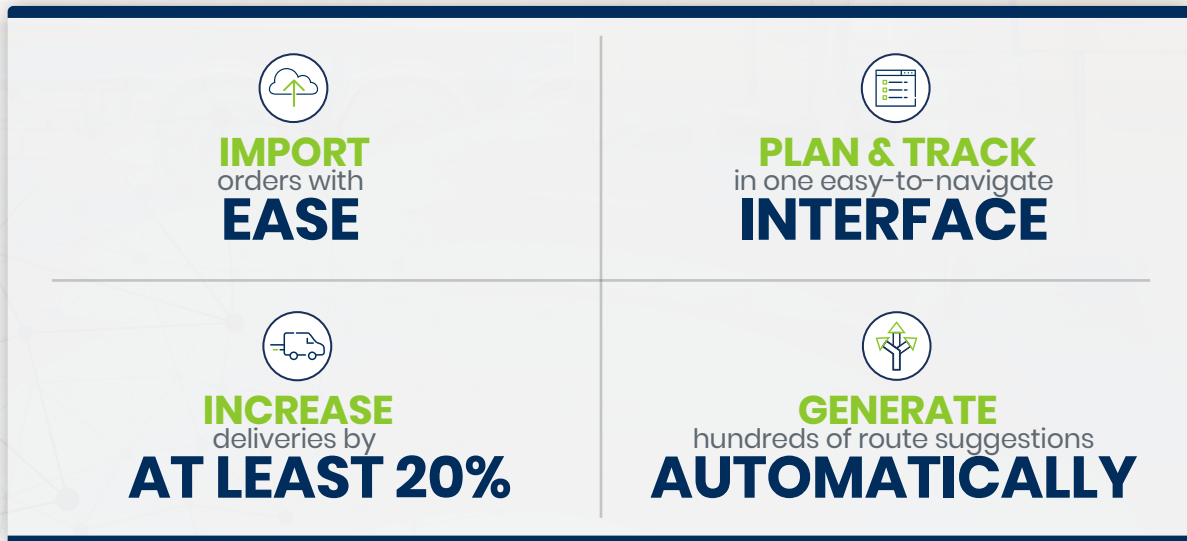 IMPORT
orders with
EASE
PLAN & TRACK
in one easy-to-navigate
INTERFACE
INCREASE
deliveries by
AT LEAST 20%
GENERATE
hundreds of route suggestions
AUTOMATICALLY